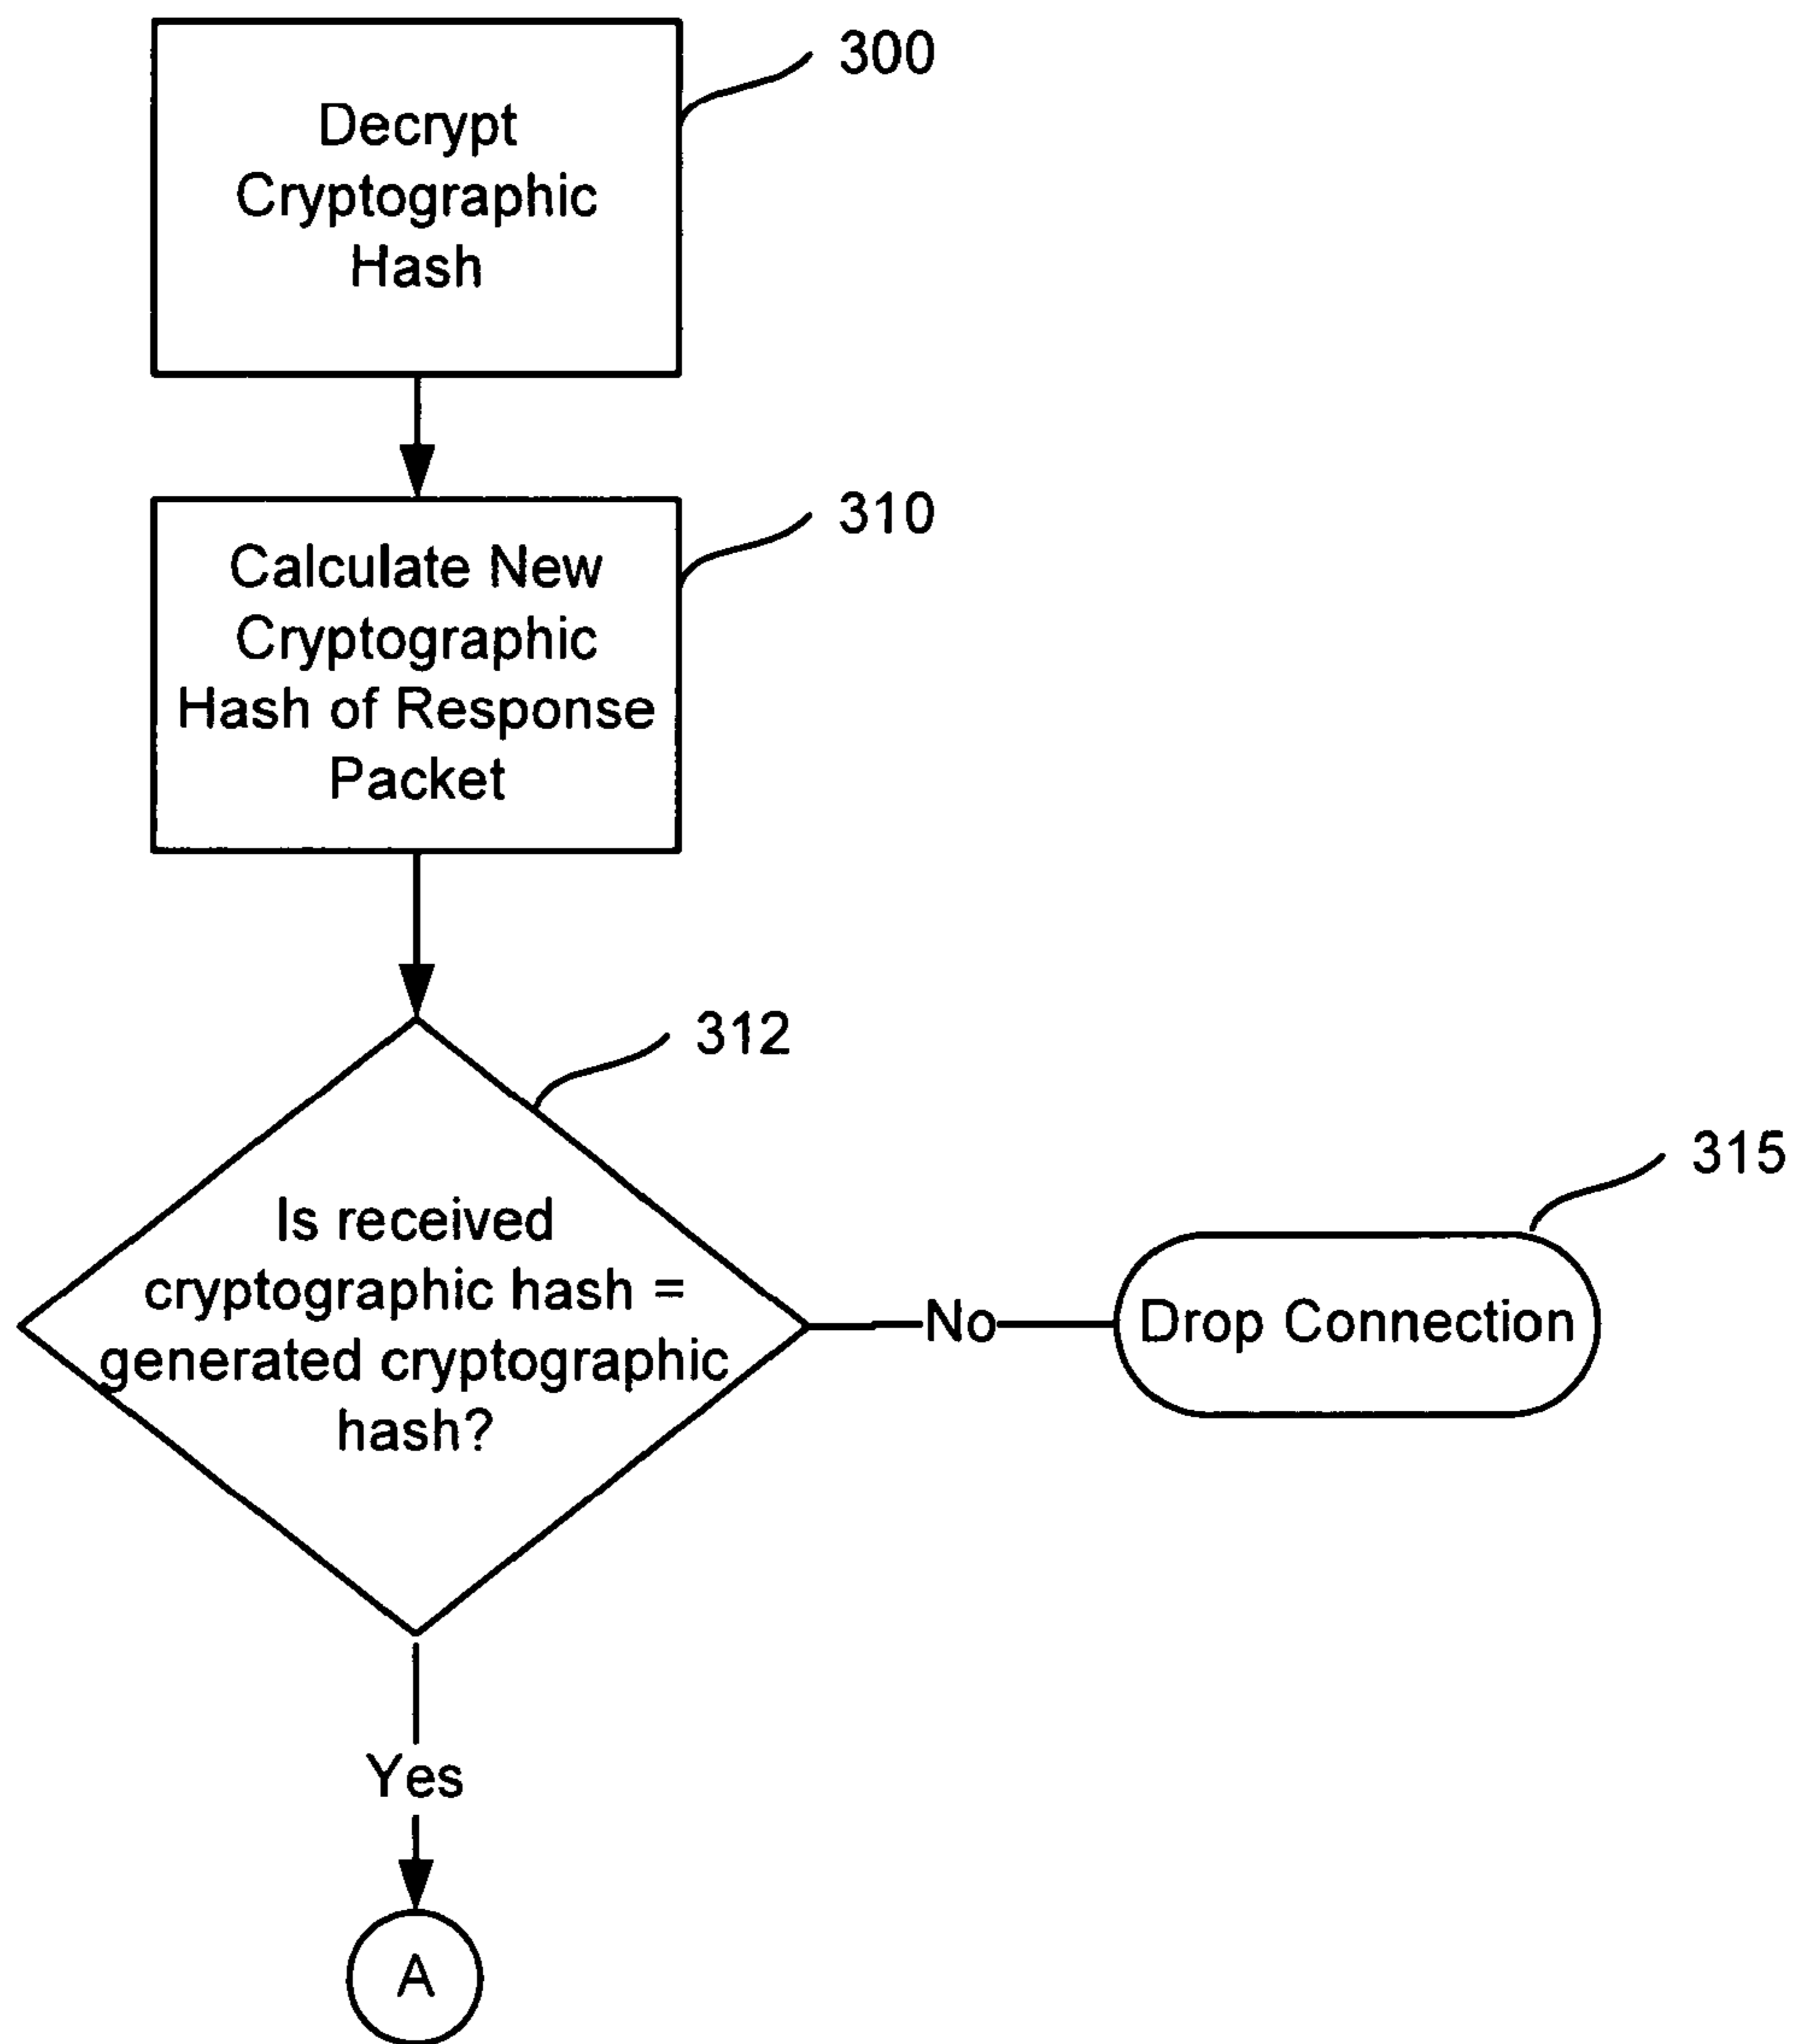 300
Decrypt
Cryptographic
Hash
310
Calculate New
Cryptographic
Hash of Response
Packet
312
Is received
cryptographic hash =
generated cryptographic
hash?
No
315
Drop Connection
Yes
A